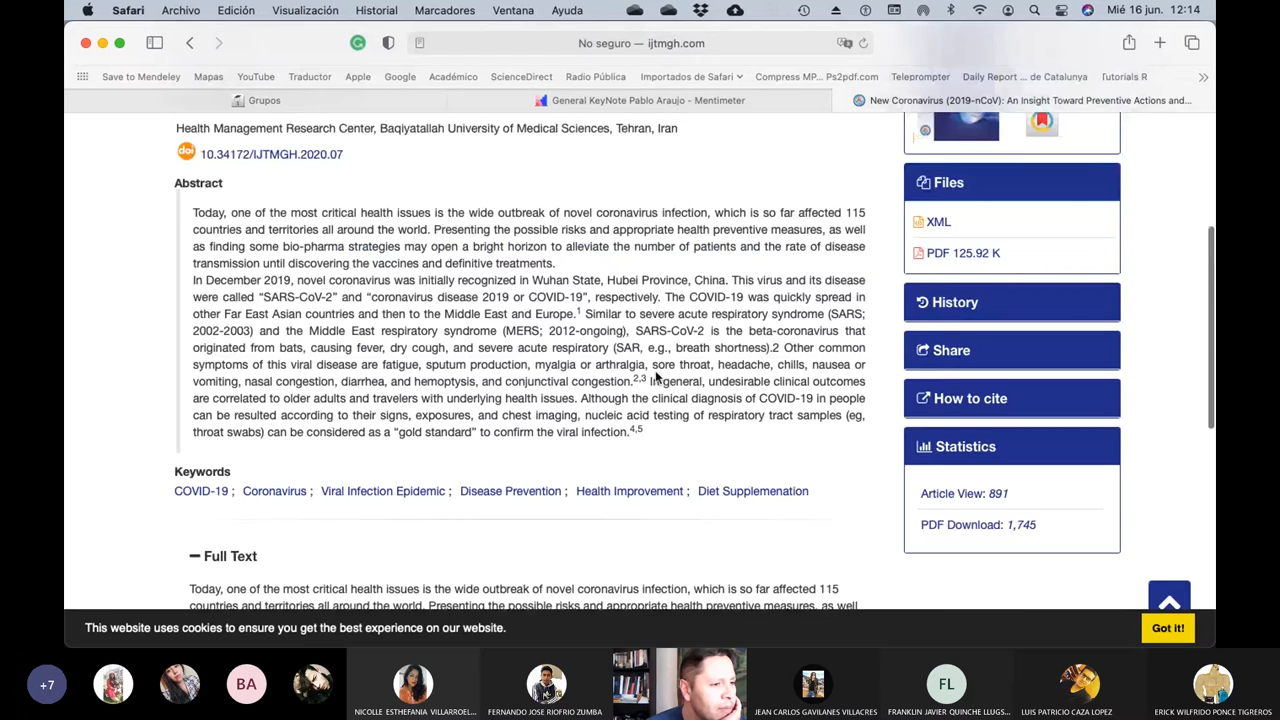 Safari Archivo Edición Visualización Historial Marcadores Ventana Ayuda Mié 16 jun. 12:14
No seguro — ijtmgh.com
Save to Mendeley Mapas YouTube Traductor Apple Google Académico ScienceDirect Radio Pública Importados de Safari Compress MP... Ps2pdf.com Teleprompter Daily Report ... de Catalunya Tutorials R
Grupos General KeyNote Pablo Araujo - Mentimeter New Coronavirus (2019-nCoV): An Insight Toward Preventive Actions and...
Health Management Research Center, Baqiyatallah University of Medical Sciences, Tehran, Iran
doi 10.34172/IJTMGH.2020.07
Abstract
Today, one of the most critical health issues is the wide outbreak of novel coronavirus infection, which is so far affected 115
countries and territories all around the world. Presenting the possible risks and appropriate health preventive measures, as well
as finding some bio-pharma strategies may open a bright horizon to alleviate the number of patients and the rate of disease
transmission util discovering the vaccines and definitive treatments.
In December 2019, novel coronavirus was initially recognized in Wuhan State, Hubei Province, China. This virus and its disease
were called “SARS-CoV-2” and “coronavirus disease 2019 or COVID-19”, respectively. The COVID-19 was quickly spread in
other Far East Asian countries and then to the Middle East and Europe.1 Similar to severe acute respiratory syndrome (SARS;
2002-2003) and the Middle East respiratory syndrome (MERS; 2012-ongoing), SARS-CoV-2 is the beta-coronavirus that
originated from bats, causing fever, dry cough, and severe acute respiratory (SAR, e.g., breath shortness).2 Other common
symptoms of this viral disease are fatigue, sputum production, myalgia or arthralgia, sore throat, headache, chills, nausea or
vomiting, nasal congestion, diarrhea, and hemoptysis, and conjunctival congestion.2,3 In general, undesirable clinical outcomes
are correlated to older adults and travelers with underlying health issues. Although the clinical diagnosis of COVID-19 in people
can be resulted according to their signs, exposures, and chest imaging, nucleic acid testing of respiratory tract samples (eg,
throat swabs) can be considered as a “gold standard” to confirm the viral infection.4,5
Keywords
COVID-19 ; Coronavirus ; Viral Infection Epidemic ; Disease Prevention ; Health Improvement ; Diet Supplemenation
Full Text
Today, one of the most critical health issues is the wide outbreak of novel coronavirus infection, which is so far affected 115
countries and territories all around the world. Presenting the possible risks and appropriate health preventive measures, as well
Files
XML
PDF 125.92 K
History
Share
How to cite
Statistics
Article View: 891
PDF Download: 1,745
This website uses cookies to ensure you get the best experience on our website.
Got it!
+7 BA FL
NICOLLE ESTHEFANIA VILLARROEL... FERNANDO JOSE RIOFRIO ZUMBA JEAN CARLOS GAVILANES VILLACRES FRANKLIN JAVIER QUINCHE LLUGS... LUIS PATRICIO CAZA LOPEZ ERICK WILFRIDO PONCE TIGREROS